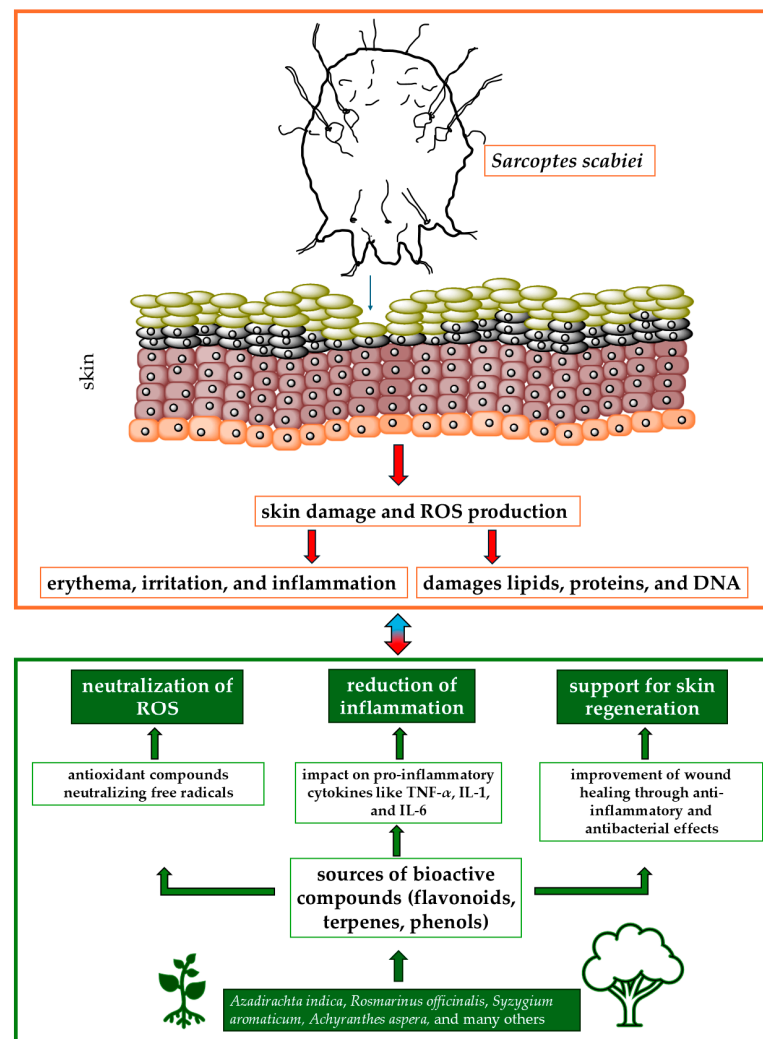 Sarcoptes scabiei
skin
skin damage and ROS production
erythema, irritation, and inflammation
damages lipids, proteins, and DNA
neutralization of
ROS
reduction of
inflammation
support for skin
regeneration
antioxidant compounds
neutralizing free radicals
impact on pro-inflammatory
cytokines like TNF-α, IL-1,
and IL-6
improvement of wound
healing through anti-
inflammatory and
antibacterial effects
sources of bioactive
compounds (flavonoids,
terpenes, phenols)
Azadirachta indica, Rosmarinus officinalis, Syzygium
aromaticum, Achyranthes aspera, and many others